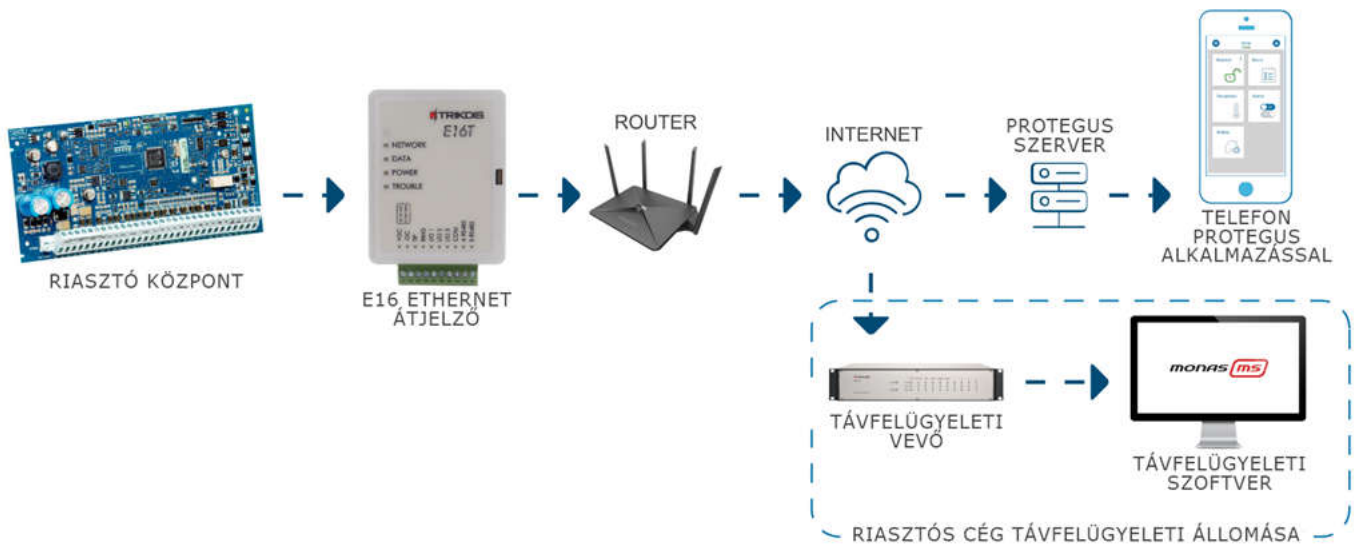 RIASZTÓ KÖZPONT
TRIKDIS
E16T
NETWORK
DATA
POWER
TROUBLE
E16 ETHERNET
ÁTJELZŐ
ROUTER
INTERNET
PROTEGUS
SZERVER
TELEFON
PROTEGUS
ALKALMAZÁSSAL
TÁVFELÜGYELETI
VEVŐ
MONAS MS
TÁVFELÜGYELETI
SZOFTVER
RIASZTÓS CÉG TÁVFELÜGYELETI ÁLLOMÁSA